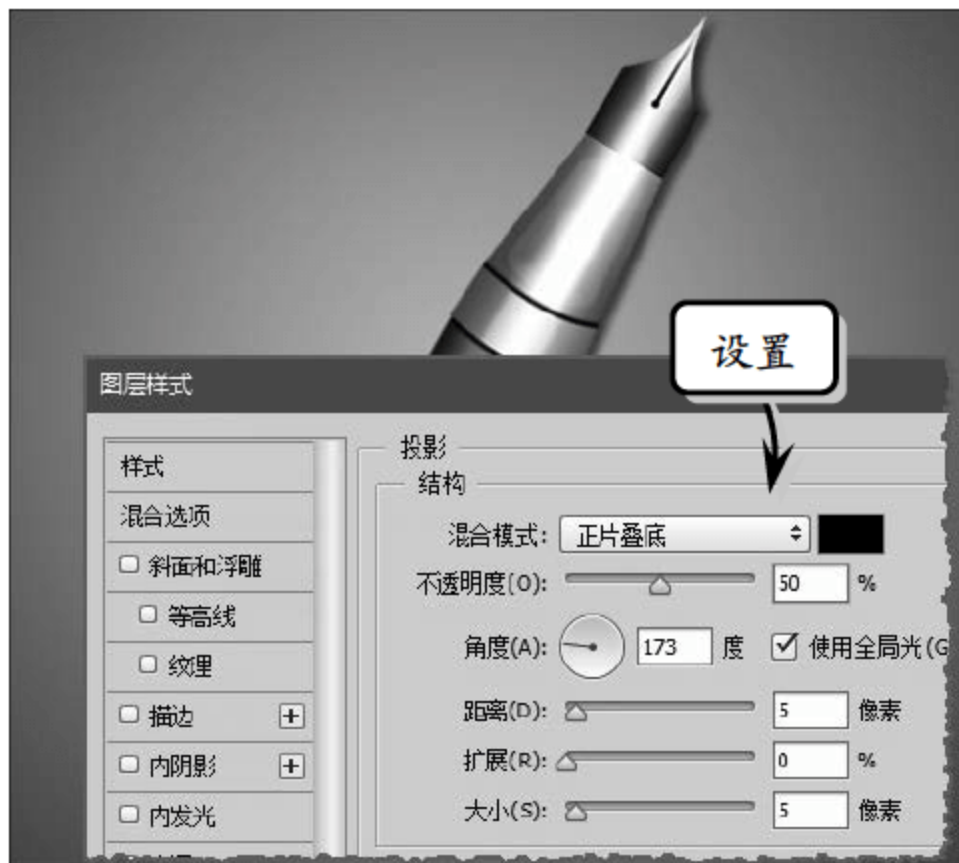 设置
图层样式
样式
混合选项
斜面和浮雕
等高线
纹理
描边
内阴影
内发光
投影
结构
混合模式: 正片叠底
不透明度(O): 50 %
角度(A): 173 度 使用全局光(G
距离(D): 5 像素
扩展(R): 0 %
大小(S): 5 像素